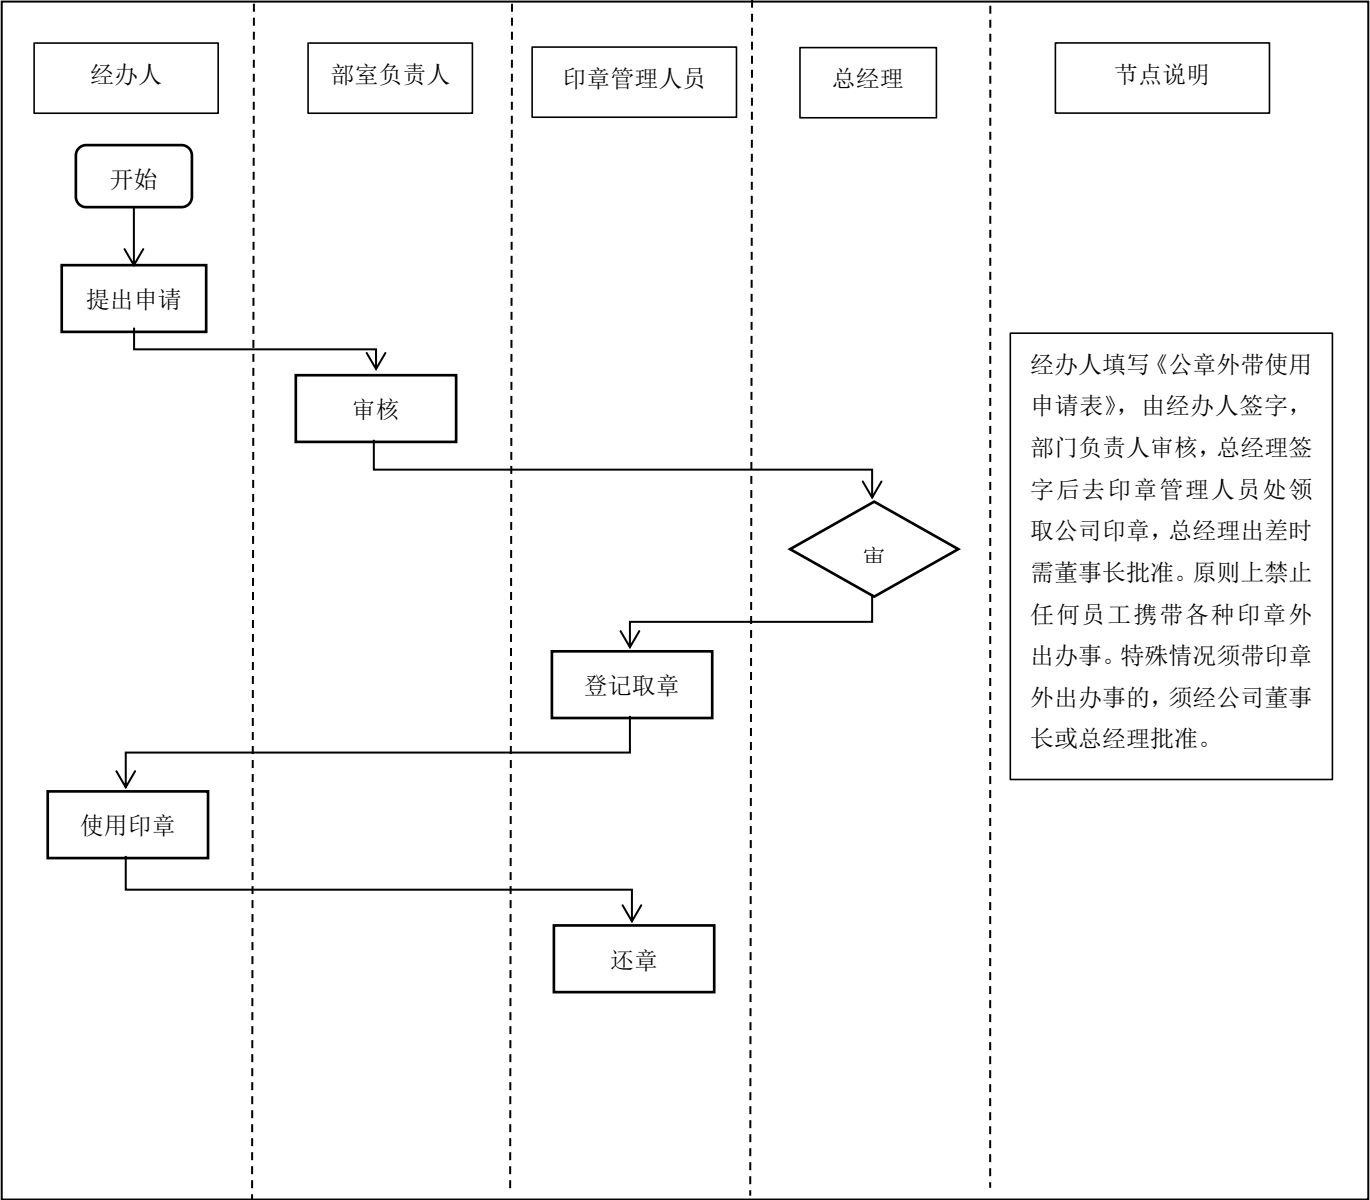 经办人
部室负责人
印章管理人员
总经理
节点说明
开始
提出申请
审核
审
登记取章
使用印章
还章
经办人填写《公章外带使用
申请表》，由经办人签字，
部门负责人审核，总经理签
字后去印章管理人员处领
取公司印章，总经理出差时
需董事长批准。原则上禁止
任何员工携带各种印章外
出办事。特殊情况须带印章
外出办事的，须经公司董事
长或总经理批准。